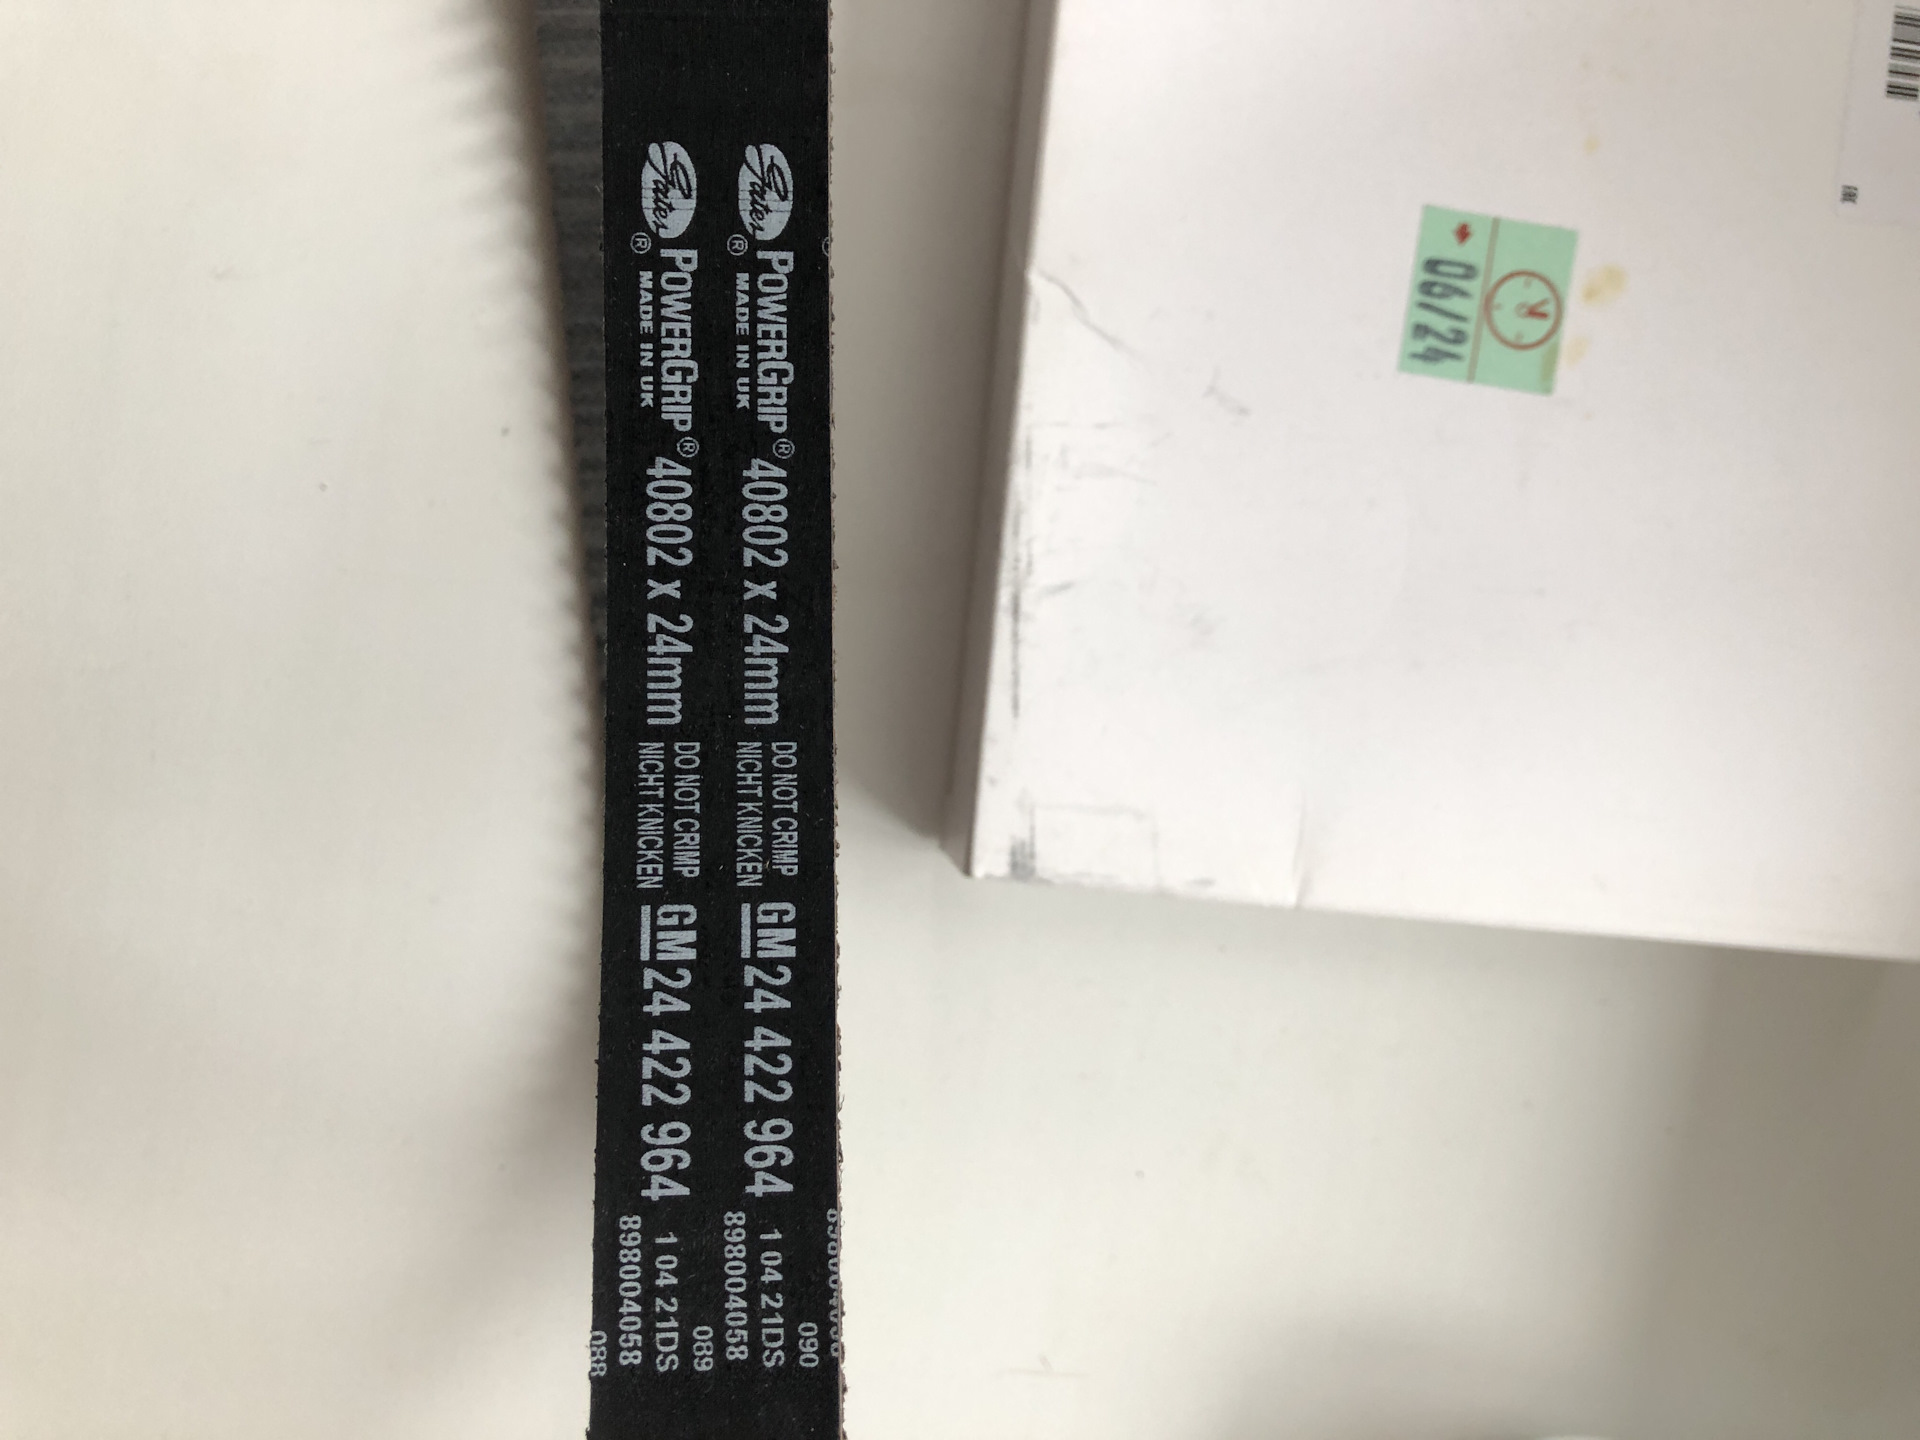 Gates® POWERGRIP® 40802 x 24mm DO NOT CRIMP GM 24 422 964
MADE IN UK
NICHT KNICKEN
1 04 21DS
898004058
090
Gates® POWERGRIP® 40802 x 24mm DO NOT CRIMP GM 24 422 964
MADE IN UK
NICHT KNICKEN
1 04 21DS
898004058
089
088
06/24